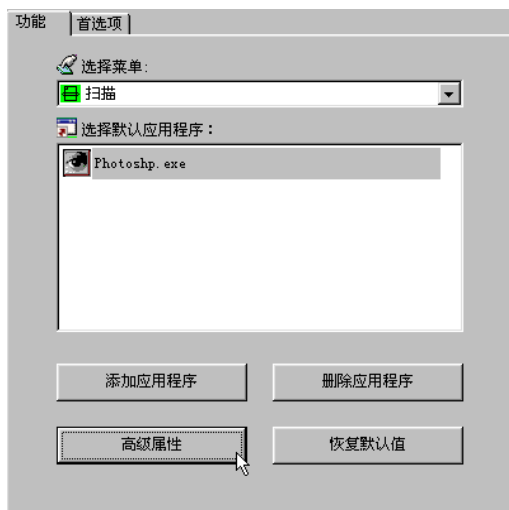 功能 首选项
选择菜单:
扫描
选择默认应用程序：
Photoshp.exe
添加应用程序 删除应用程序
高级属性 恢复默认值